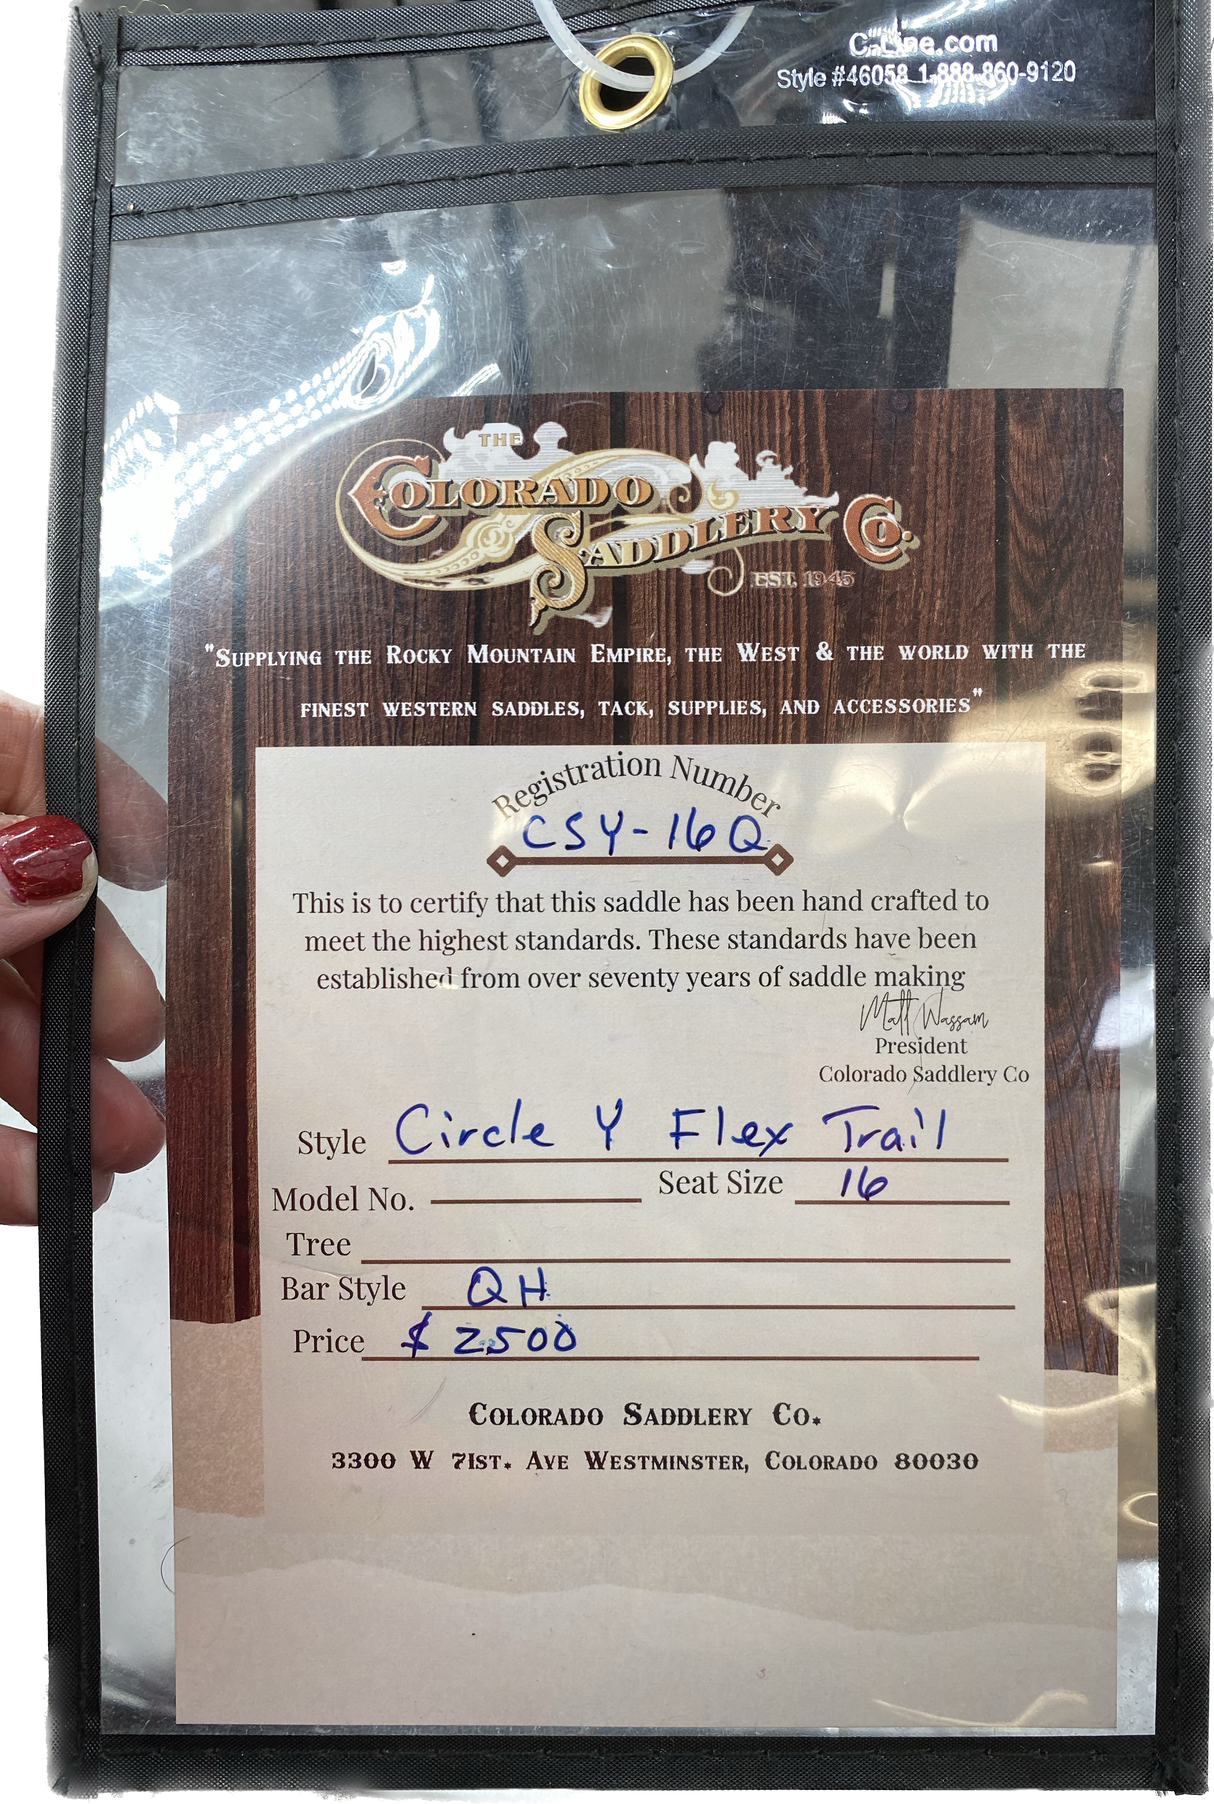 C-Line.com
Style #46058 1-888-860-9120
THE
COLORADO
SADDLERY CO.
EST. 1945
"SUPPLYING THE ROCKY MOUNTAIN EMPIRE, THE WEST & THE WORLD WITH THE
FINEST WESTERN SADDLES, TACK, SUPPLIES, AND ACCESSORIES"
Registration Number
CSY-16Q
This is to certify that this saddle has been hand crafted to
meet the highest standards. These standards have been
established from over seventy years of saddle making
Matt Wassam
President
Colorado Saddlery Co
Style Circle Y Flex Trail
Model No. Seat Size 16
Tree
Bar Style QH
Price $2500
COLORADO SADDLERY CO.
3300 W 71ST. AVE WESTMINSTER, COLORADO 80030